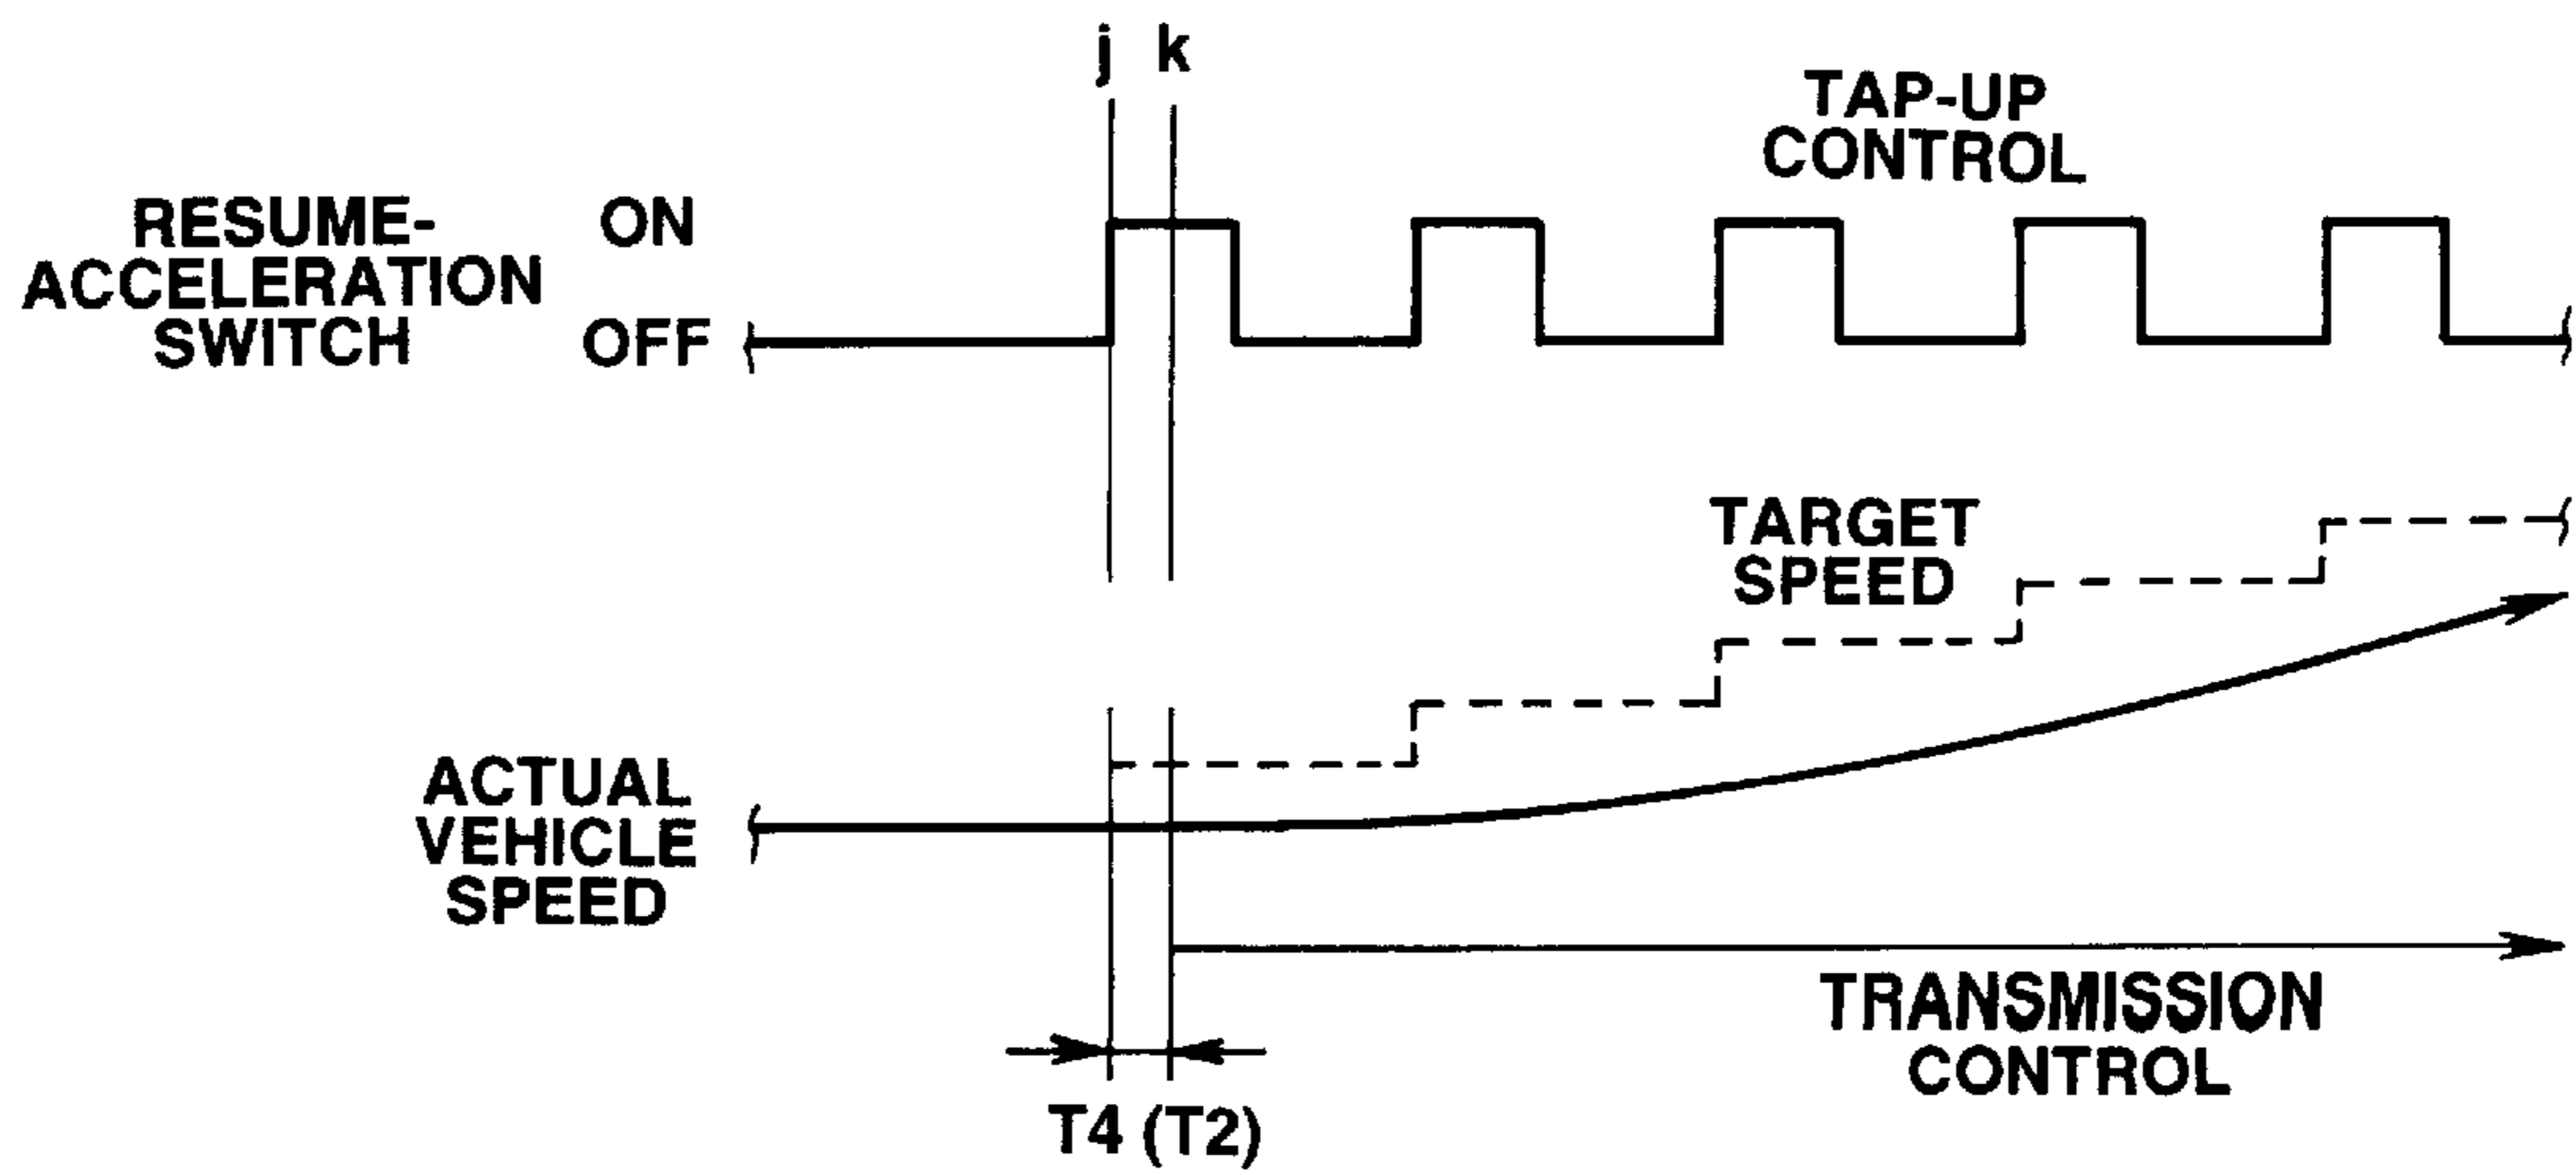 j k
TAP-UP
CONTROL
RESUME-
ACCELERATION
SWITCH
ON
OFF
TARGET
SPEED
ACTUAL
VEHICLE
SPEED
TRANSMISSION
CONTROL
T4 (T2)